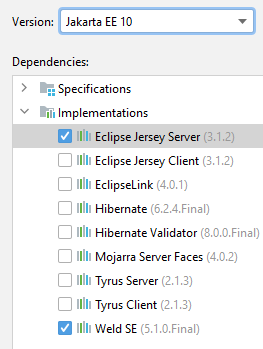 Version: Jakarta EE 10
Dependencies:
Specifications
Implementations
Eclipse Jersey Server (3.1.2)
Eclipse Jersey Client (3.1.2)
EclipseLink (4.0.1)
Hibernate (6.2.4.Final)
Hibernate Validator (8.0.0.Final)
Mojarra Server Faces (4.0.2)
Tyrus Server (2.1.3)
Tyrus Client (2.1.3)
Weld SE (5.1.0.Final)